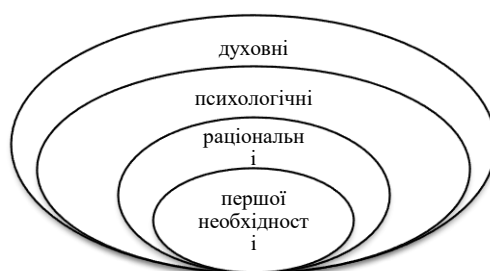 духовні
психологічні
раціональн
і
першої
необхідност
і